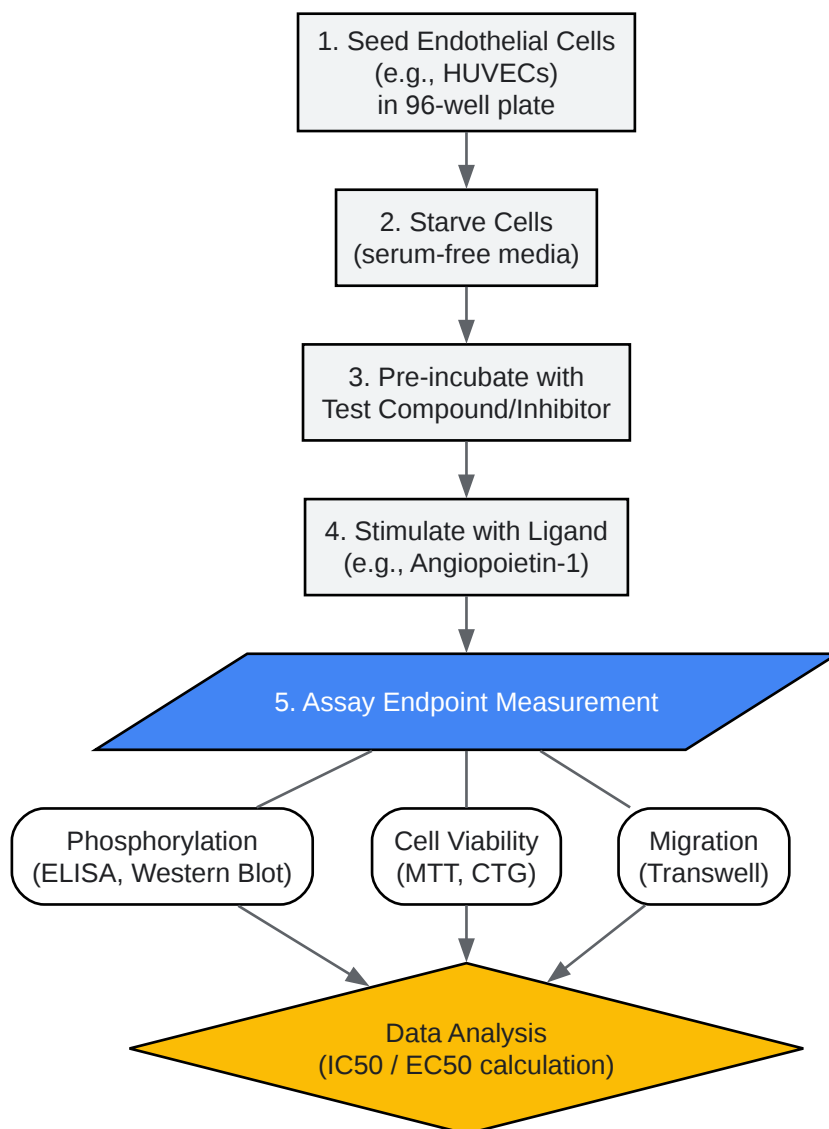 1. Seed Endothelial Cells
(e.g., HUVECs)
in 96-well plate
2. Starve Cells
(serum-free media)
3. Pre-incubate with
Test Compound/Inhibitor
4. Stimulate with Ligand
(e.g., Angiopoietin-1)
5. Assay Endpoint Measurement
Phosphorylation
(ELISA, Western Blot)
Cell Viability
(MTT, CTG)
Migration
(Transwell)
Data Analysis
(IC50 / EC50 calculation)